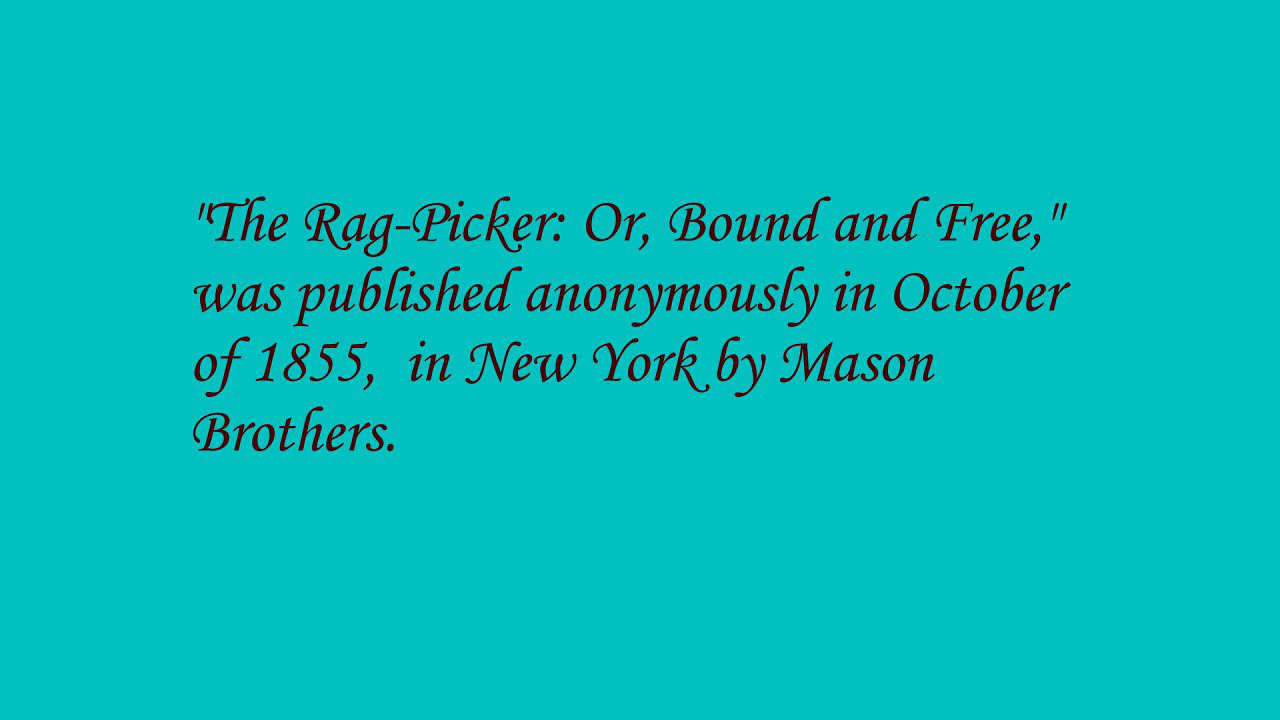 "The Rag-Picker: Or, Bound and Free,"
was published anonymously in October
of 1855,  in New York by Mason
Brothers.